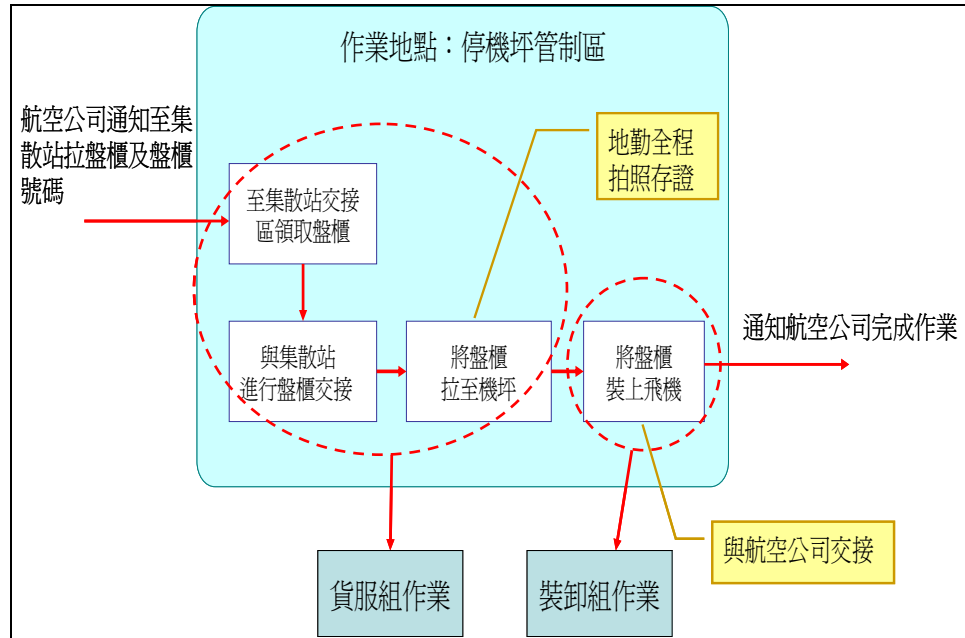 作業地點：停機坪管制區
航空公司通知至集
散站拉盤櫃及盤櫃
號碼
地勤全程
拍照存證
至集散站交接
區領取盤櫃
與集散站
進行盤櫃交接
將盤櫃
拉至機坪
將盤櫃
裝上飛機
通知航空公司完成作業
與航空公司交接
貨服組作業
裝卸組作業